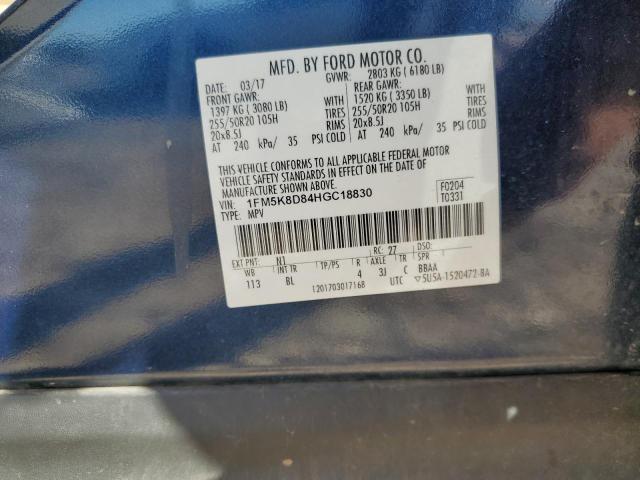 MFD. BY FORD MOTOR CO.
DATE: 03/17 GVWR: 2803 KG ( 6180 LB)
FRONT GAWR: REAR GAWR:
1397 KG ( 3080 LB) 1520 KG ( 3350 LB)
255/50R20 105H TIRES 255/50R20 105H TIRES
20x8.5J RIMS 20x8.5J RIMS
AT 240 kPa/ 35 PSI COLD AT 240 kPa/ 35 PSI COLD
THIS VEHICLE CONFORMS TO ALL APPLICABLE FEDERAL MOTOR
VEHICLE SAFETY STANDARDS IN EFFECT ON THE DATE OF
MANUFACTURE SHOWN ABOVE.
VIN: 1FM5K8D84HGC18830 F0204
TYPE: MPV T0331
EXT PNT: N1 RC: 27 DSO:
WB INT TR TP/PS R AXLE TR SPR
113 BL 4 3J C BBAA
1201703017168 UTC ▽5U5A-1520472-BA